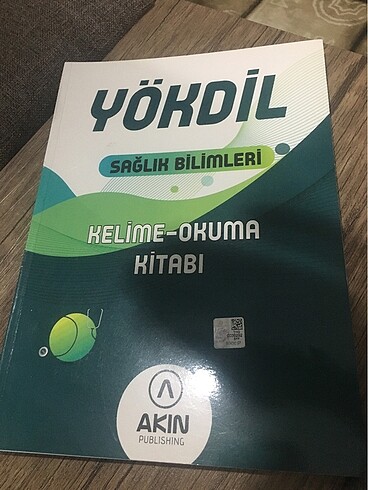 YÖKDİL
SAĞLIK BİLİMLERİ
KELİME-OKUMA
KİTABI
AKIN
PUBLISHING